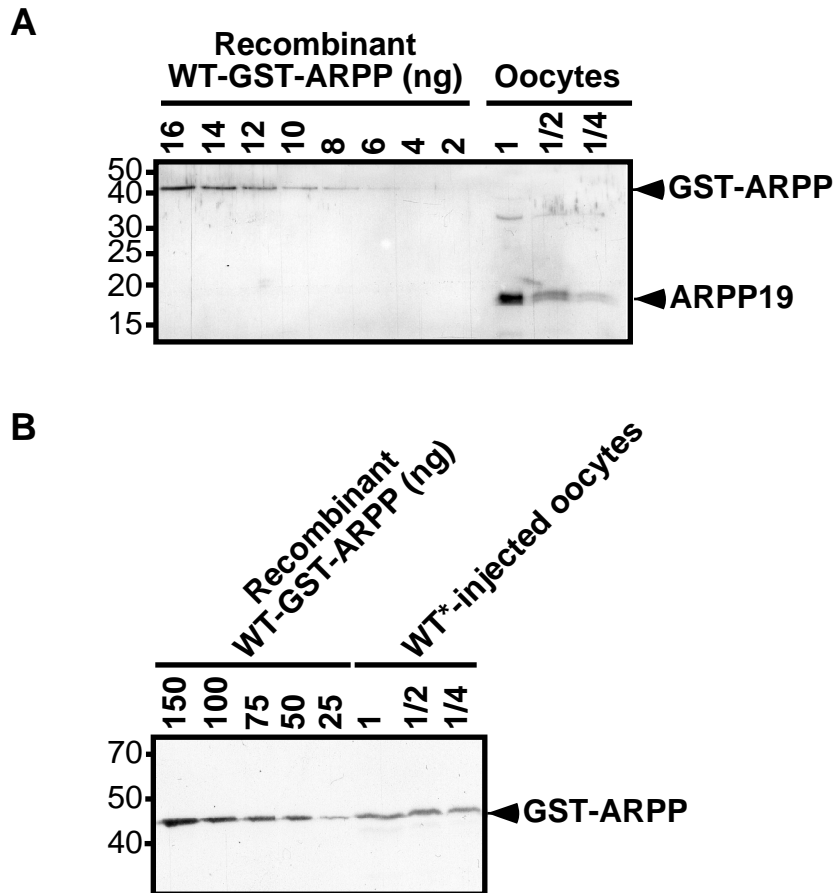 A
Recombinant
WT-GST-ARPP (ng)
Oocytes
16 14 12 10 8 6 4 2 1 1/2 1/4
50
40
30
25
20
15
GST-ARPP
ARPP19
B
Recombinant
WT-GST-ARPP (ng)
WT*-injected oocytes
150 100 75 50 25 1 1/2 1/4
70
50
40
GST-ARPP